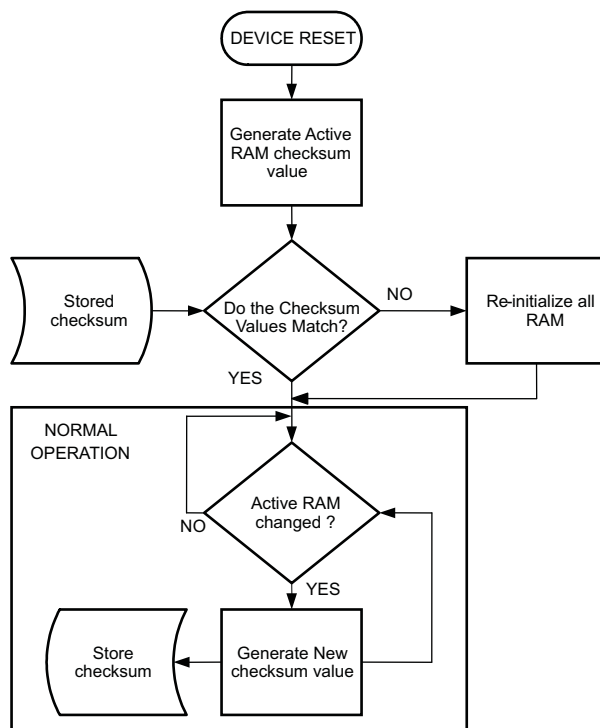 DEVICE RESET
Generate Active
RAM checksum
value
Stored
checksum
Do the Checksum
Values Match?
NO
Re-initialize all
RAM
YES
NORMAL
OPERATION
Active RAM
changed ?
NO
YES
Store
checksum
Generate New
checksum value